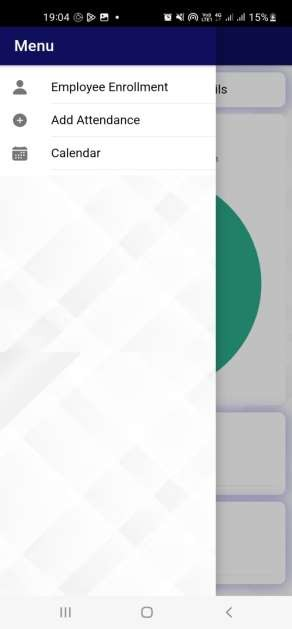 19:04
15%
Menu
Employee Enrollment
ils
Add Attendance
Calendar